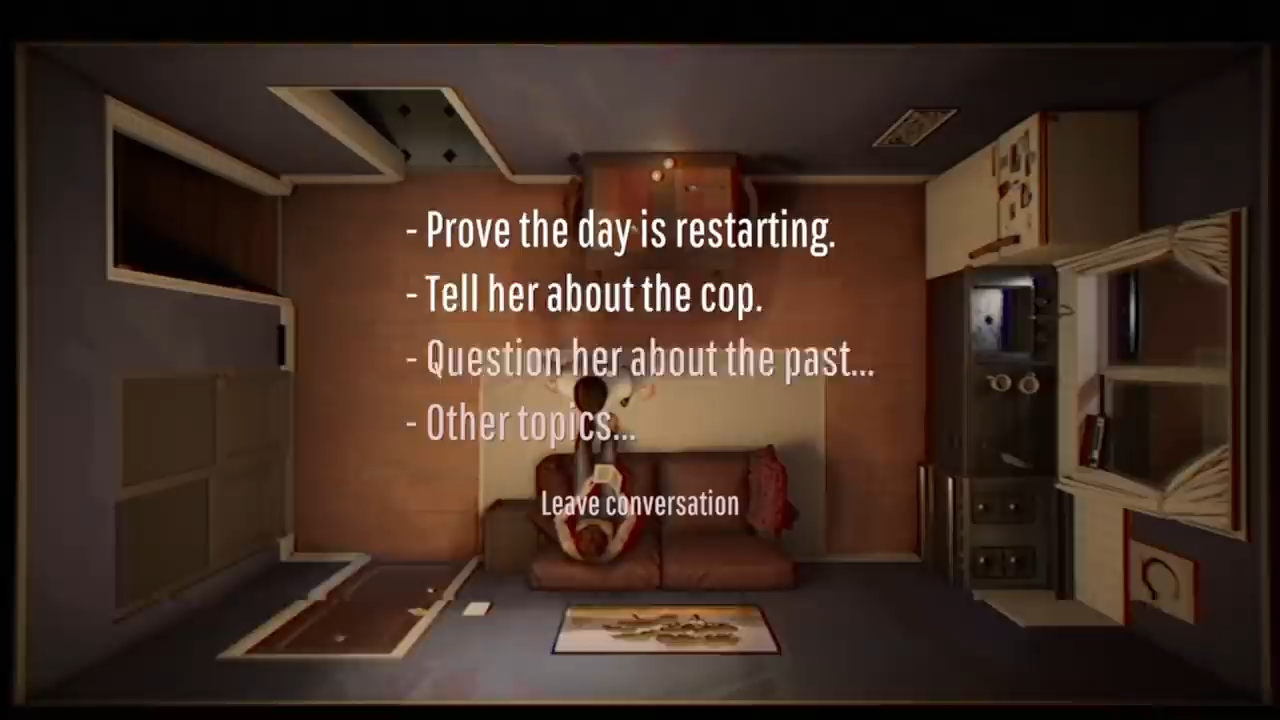 - Prove the day is restarting.
- Tell her about the cop.
- Question her about the past...
- Other topics...
Leave conversation